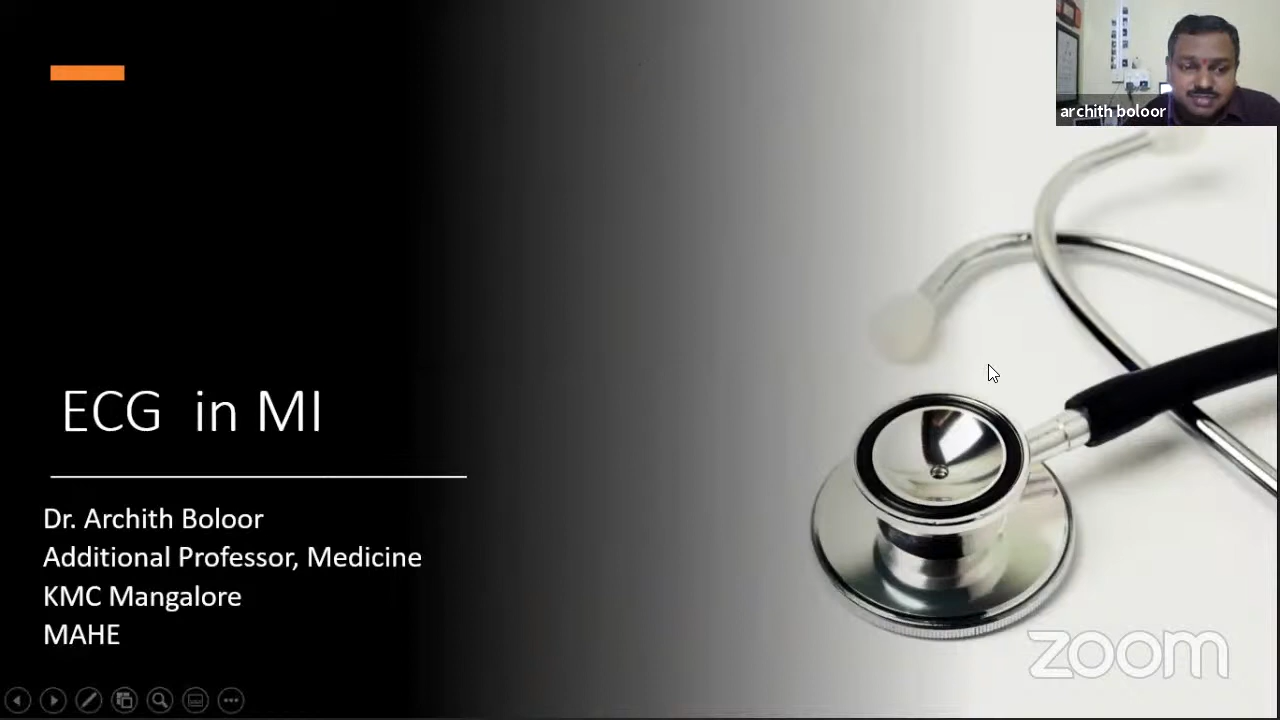 archith boloor
ECG in MI
Dr. Archith Boloor
Additional Professor, Medicine
KMC Mangalore
MAHE
zoom